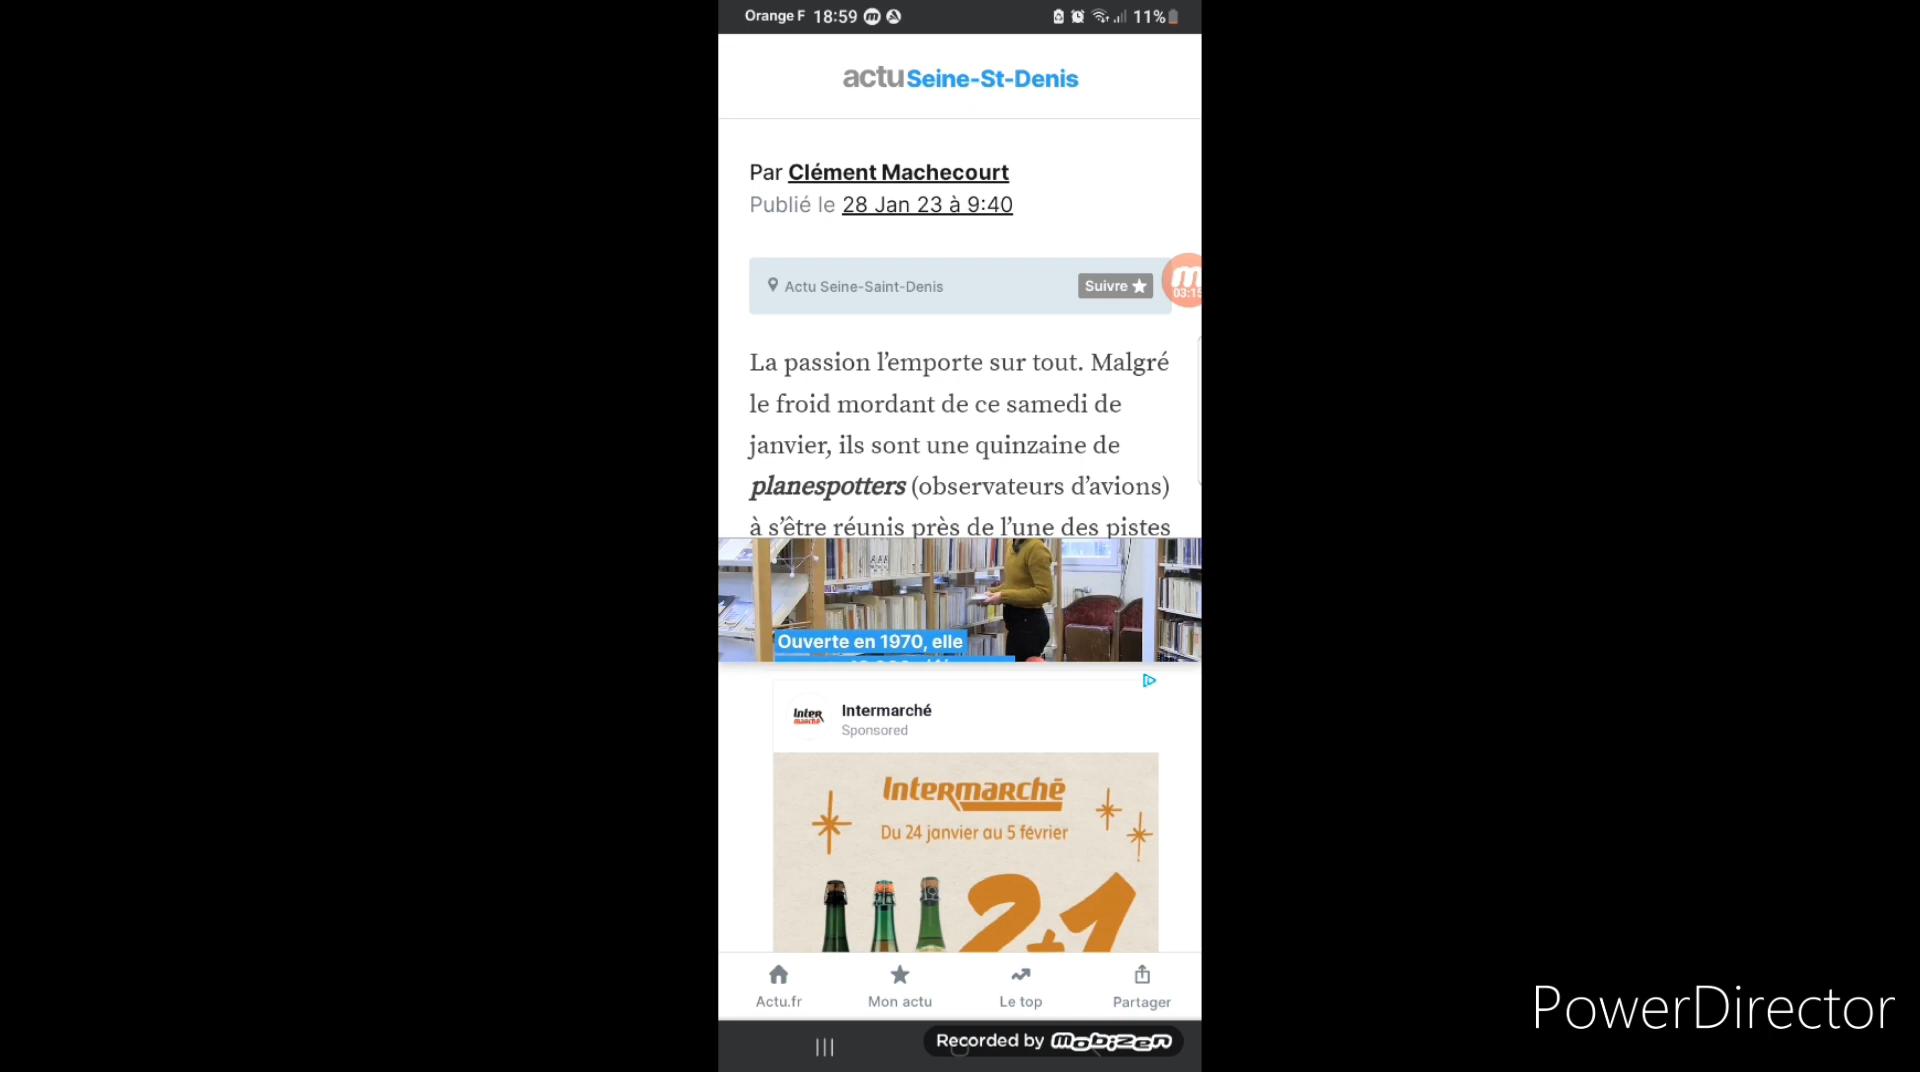 Orange F 18:59
11%
actu Seine-St-Denis
Par Clément Machecourt
Publié le 28 Jan 23 à 9:40
Actu Seine-Saint-Denis
Suivre
03:15
La passion l’emporte sur tout. Malgré
le froid mordant de ce samedi de
janvier, ils sont une quinzaine de
planespotters (observateurs d’avions)
à s’être réunis près de l’une des pistes
Ouverte en 1970, elle
Inter
marché
Intermarché
Sponsored
Intermarché
Du 24 janvier au 5 février
2+1
Actu.fr
Mon actu
Le top
Partager
Recorded by mobizen
PowerDirector